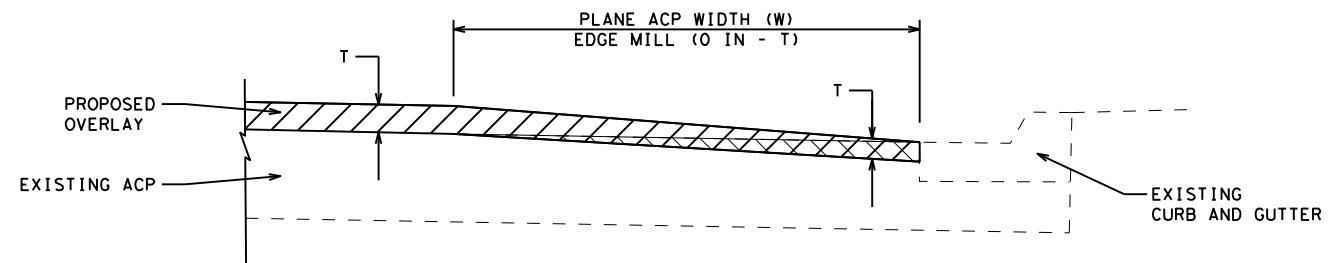 PLANE ACP WIDTH (W)
EDGE MILL (0 IN - T)
T
T
PROPOSED
OVERLAY
EXISTING ACP
EXISTING
CURB AND GUTTER